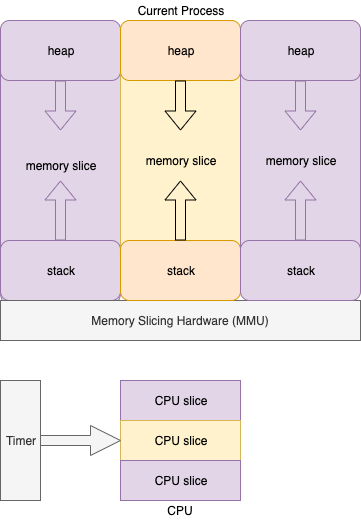 Current Process
heap heap heap
memory slice memory slice memory slice
stack stack stack
Memory Slicing Hardware (MMU)
Timer
CPU slice
CPU slice
CPU slice
CPU